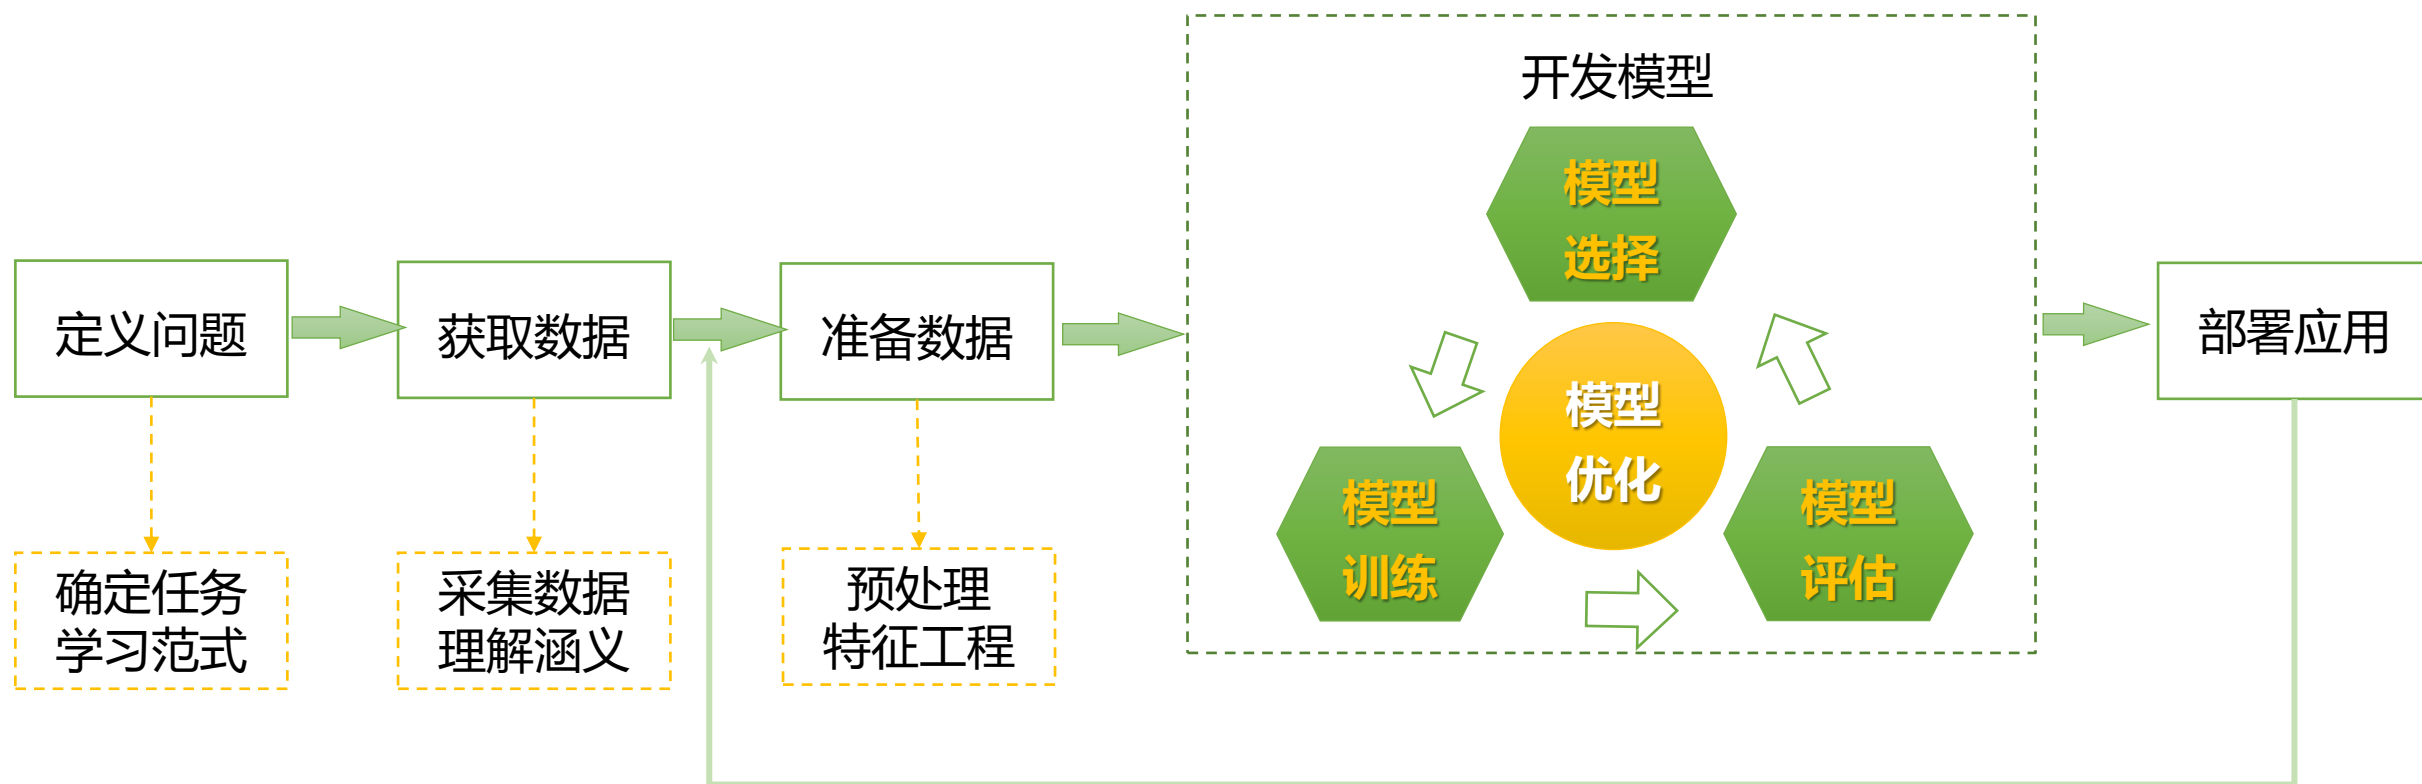 定义问题
确定任务
学习范式
获取数据
采集数据
理解涵义
准备数据
预处理
特征工程
开发模型
模型
选择
模型
优化
模型
训练
模型
评估
部署应用